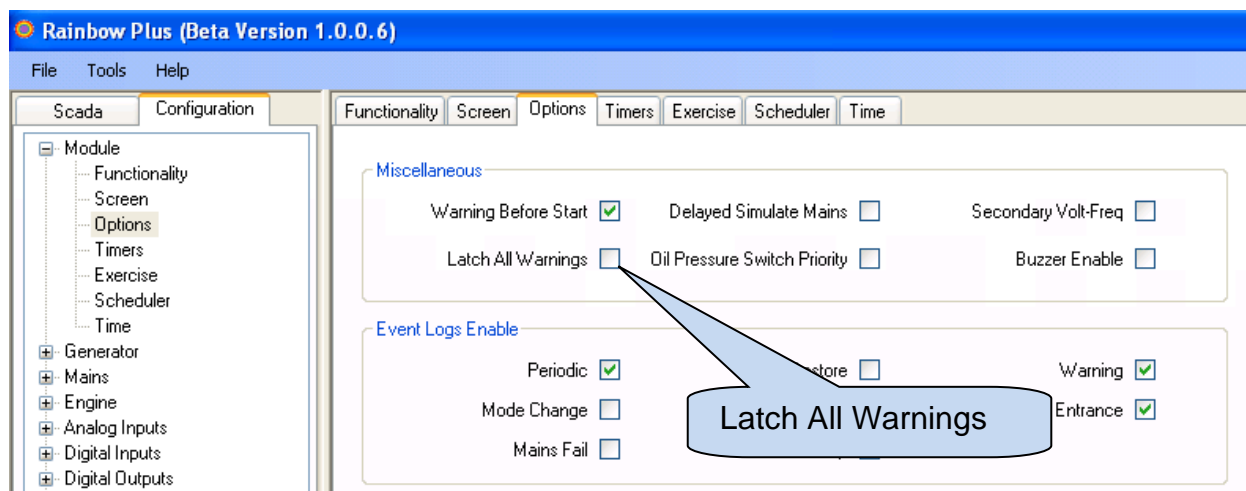 Rainbow Plus (Beta Version 1.0.0.6)
File Tools Help
Scada Configuration
Functionality Screen Options Timers Exercise Scheduler Time
Module
Functionality
Screen
Options
Timers
Exercise
Scheduler
Time
Generator
Mains
Engine
Analog Inputs
Digital Inputs
Digital Outputs
Miscellaneous
Warning Before Start Delayed Simulate Mains Secondary Volt-Freq
Latch All Warnings Oil Pressure Switch Priority Buzzer Enable
Event Logs Enable
Periodic Warning
Mode Change Entrance
Mains Fail
Latch All Warnings